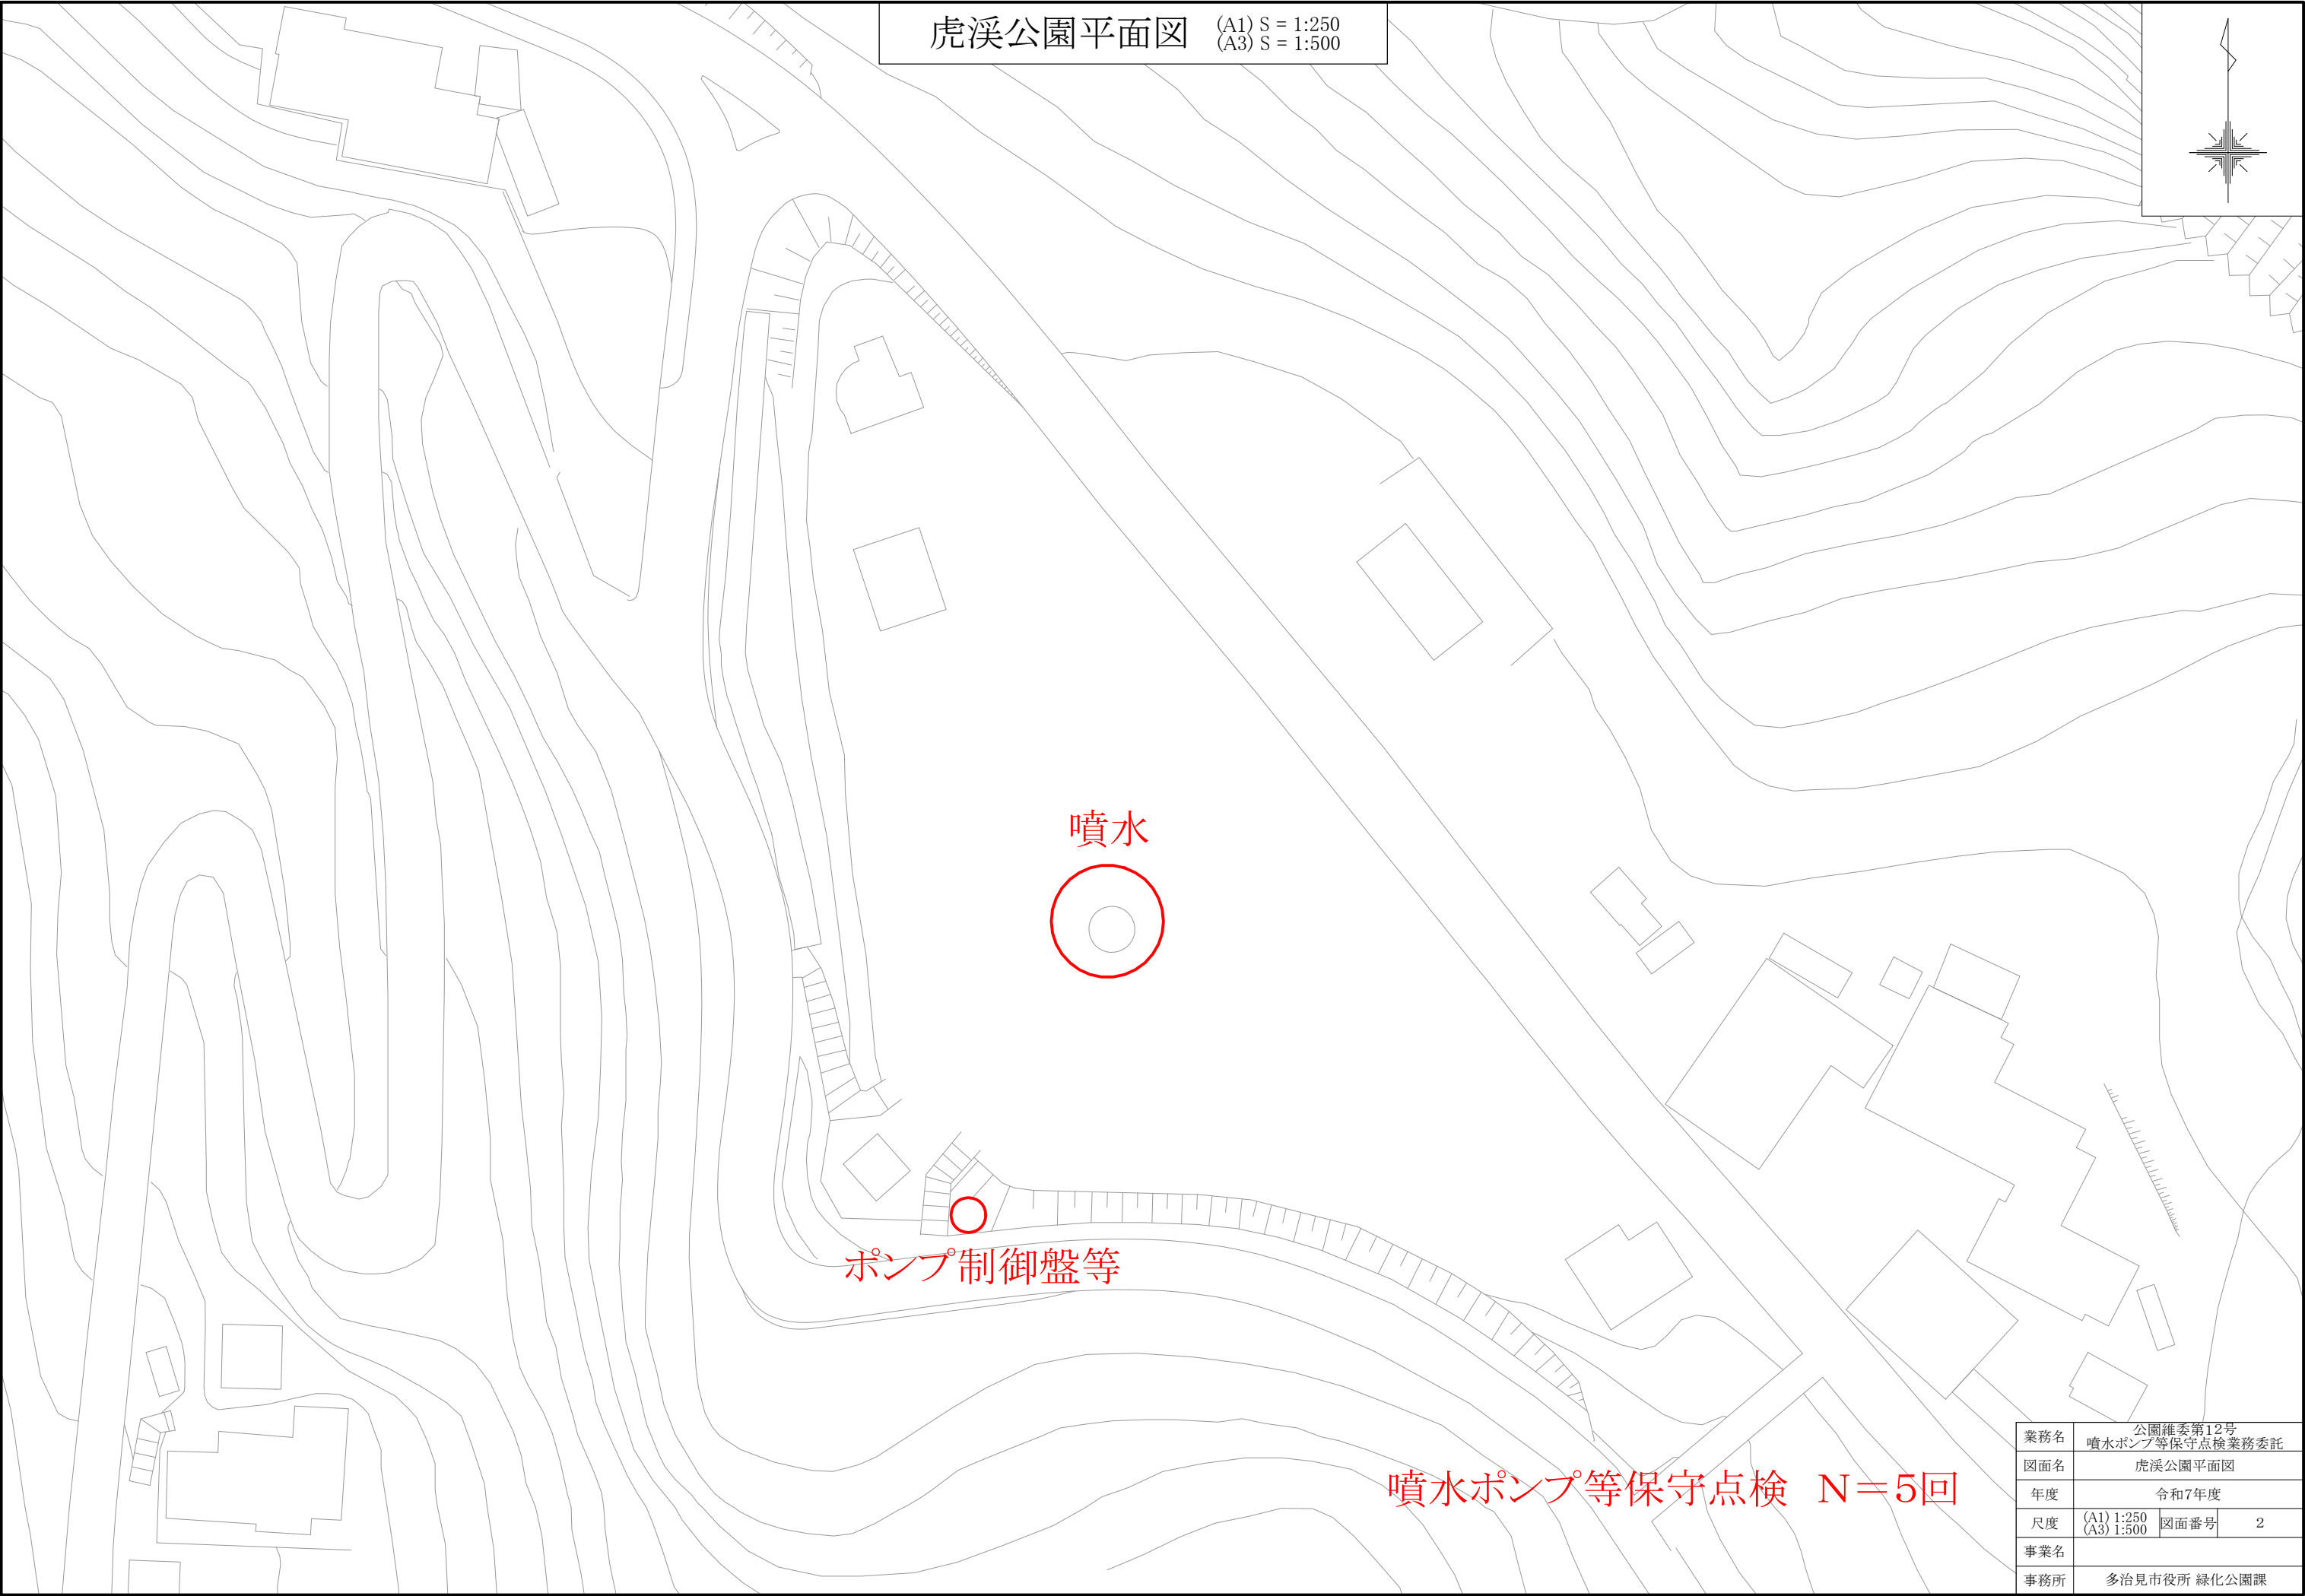 虎渓公園平面図
(A1) S = 1:250
(A3) S = 1:500
噴水
ポンプ制御盤等
噴水ポンプ等保守点検 N=5回
業務名 公園維委第12号
噴水ポンプ等保守点検業務委託
図面名 虎渓公園平面図
年度 令和7年度
尺度 (A1) 1:250
(A3) 1:500 図面番号 2
事業名
事務所 多治見市役所 緑化公園課